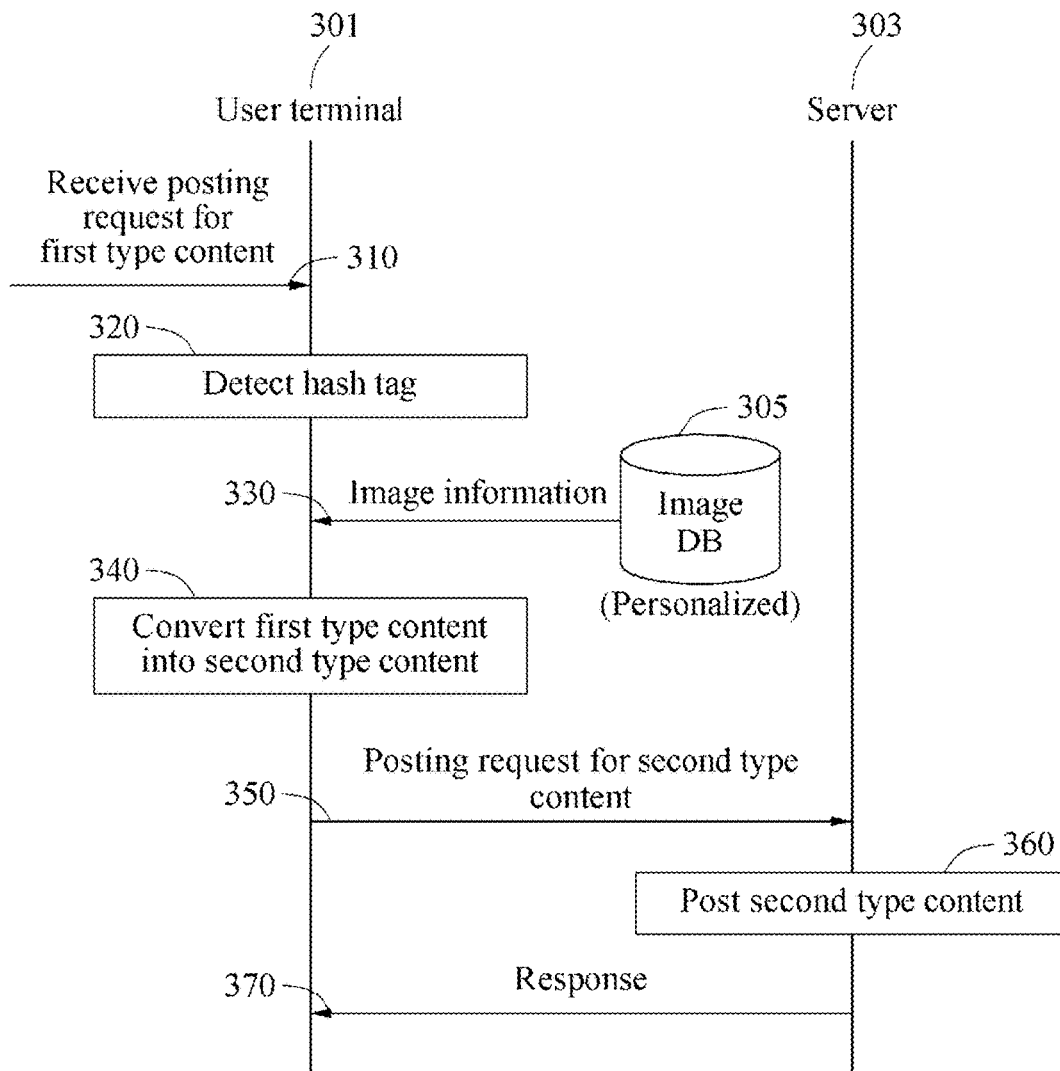 301
303
User terminal
Server
Receive posting
request for
first type content
310
320
Detect hash tag
305
330
Image information
Image
DB
(Personalized)
340
Convert first type content
into second type content
Posting request for second type
content
350
360
Post second type content
Response
370